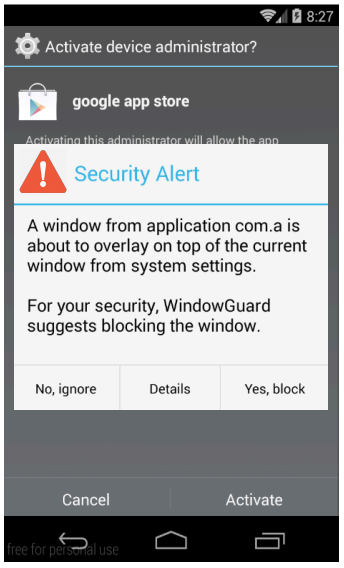 8:27
Activate device administrator?
google app store
Activating this administrator will allow the app
Security Alert
A window from application com.a is
about to overlay on top of the current
window from system settings.
For your security, WindowGuard
suggests blocking the window.
No, ignore
Details
Yes, block
Cancel
Activate
free for personal use